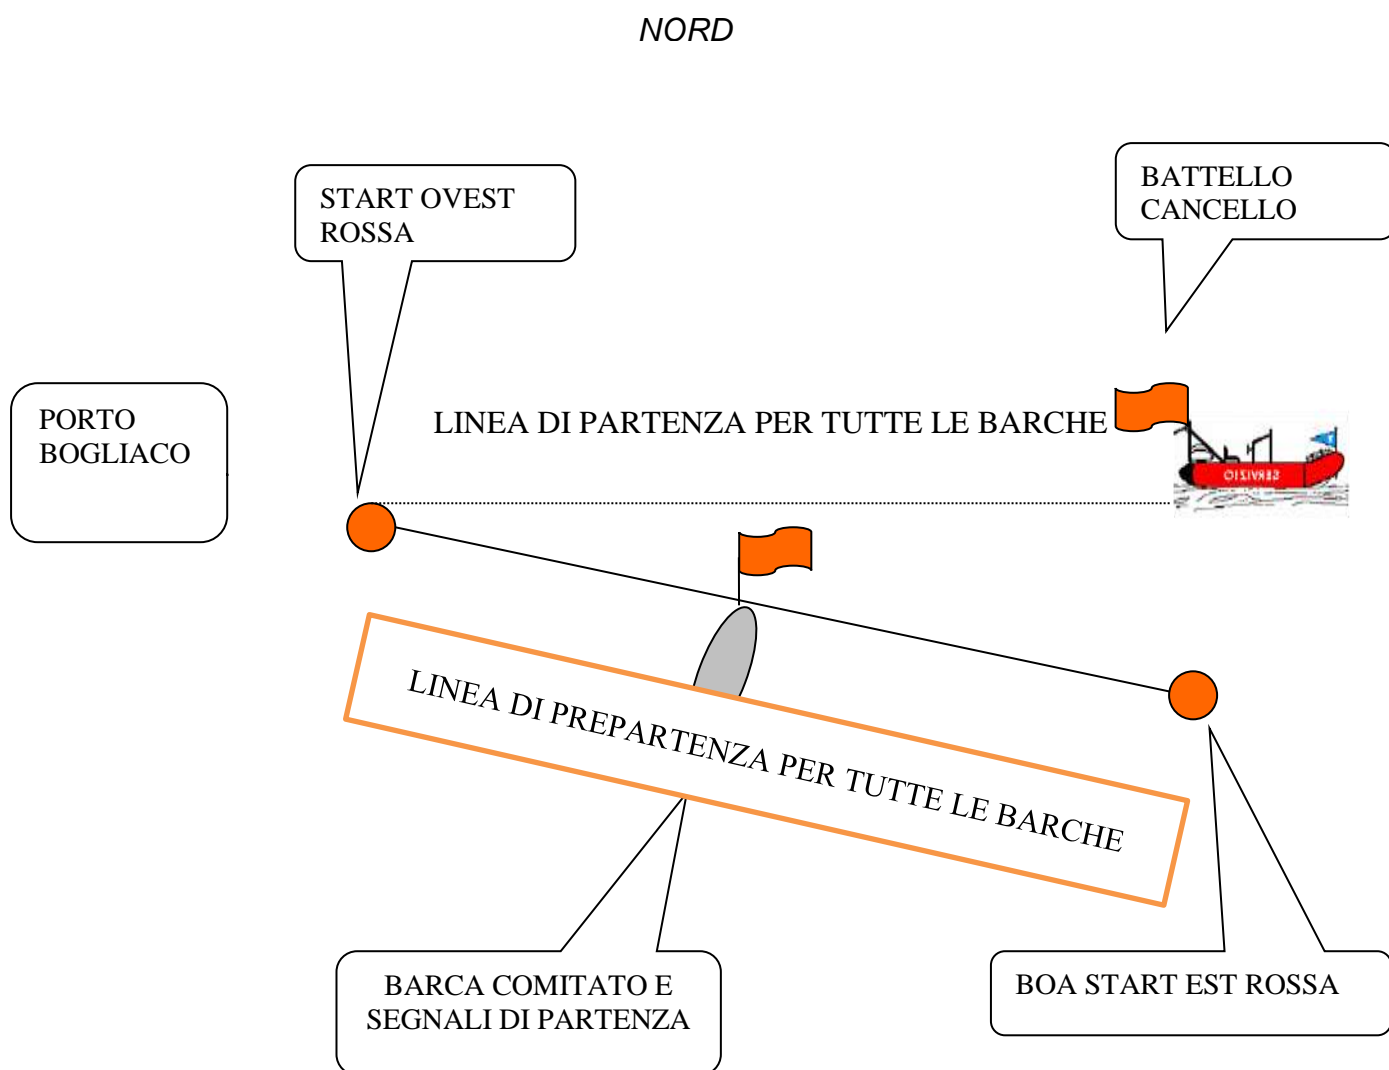 NORD
START OVEST
ROSSA
BATTELLO
CANCELLO
PORTO
BOGLIACO
LINEA DI PARTENZA PER TUTTE LE BARCHE
SERVIZIO
LINEA DI PREPARTENZA PER TUTTE LE BARCHE
BARCA COMITATO E
SEGNALI DI PARTENZA
BOA START EST ROSSA